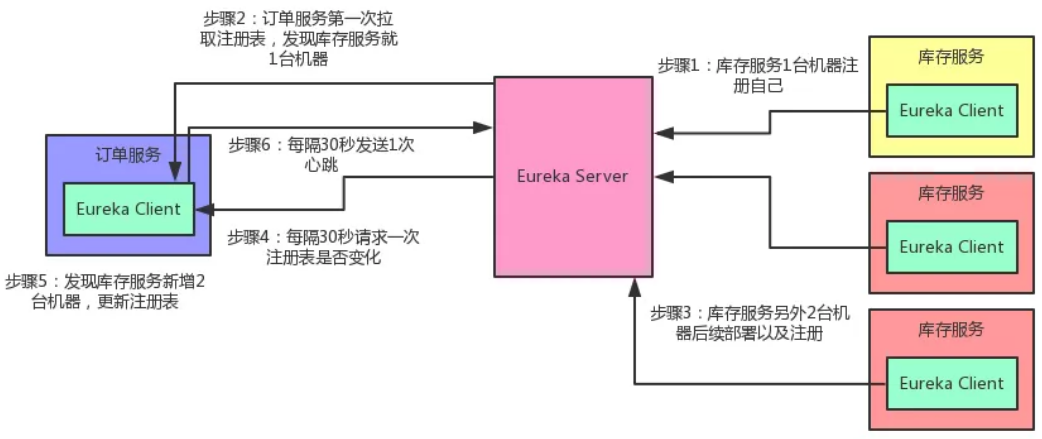 步骤2：订单服务第一次拉
取注册表，发现库存服务就
1台机器
步骤1：库存服务1台机器注
册自己
库存服务
Eureka Client
订单服务
Eureka Client
步骤6：每隔30秒发送1次
心跳
Eureka Server
步骤4：每隔30秒请求一次
注册表是否变化
步骤5：发现库存服务新增2
台机器，更新注册表
库存服务
Eureka Client
步骤3：库存服务另外2台机
器后续部署以及注册
库存服务
Eureka Client